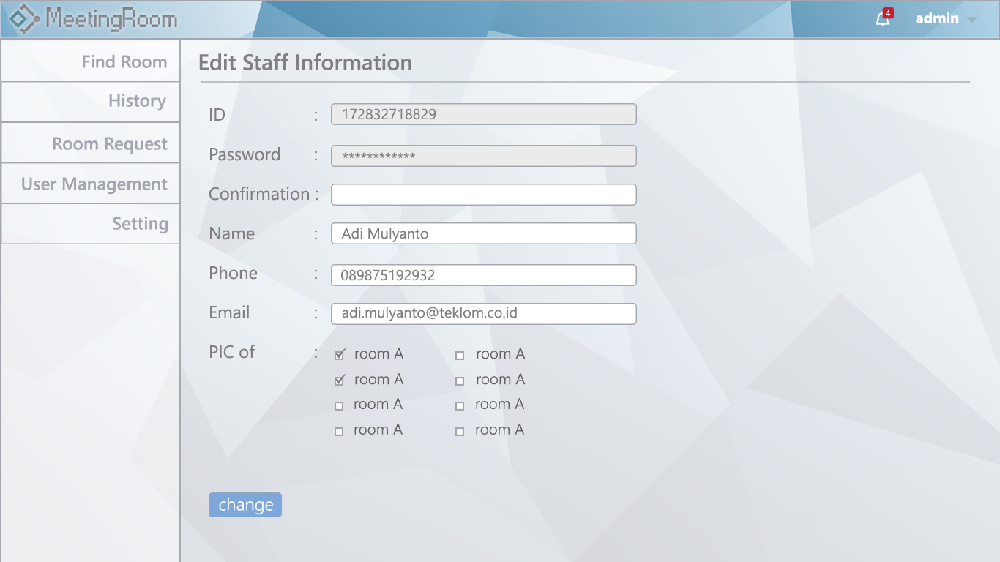 MeetingRoom
4
admin
Find Room
History
Room Request
User Management
Setting
Edit Staff Information
ID : 172832718829
Password : ************
Confirmation :
Name : Adi Mulyanto
Phone : 089875192932
Email : adi.mulyanto@teklom.co.id
PIC of : room A room A
room A room A
room A room A
room A room A
change